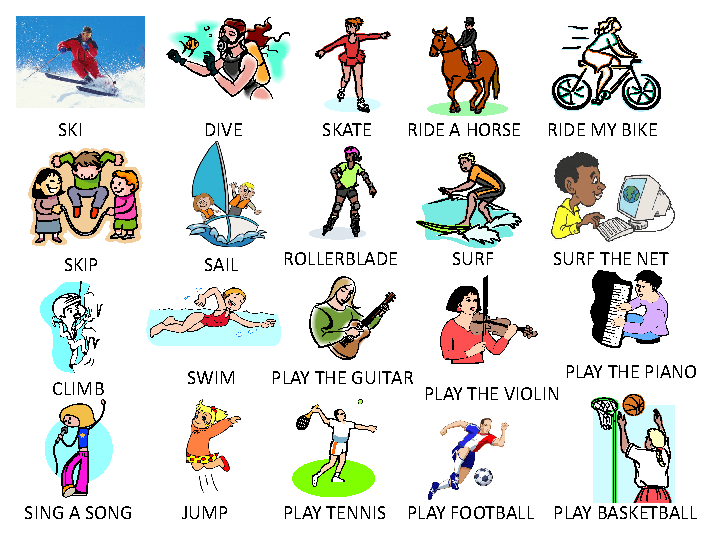 SKI
DIVE
SKATE
RIDE A HORSE
RIDE MY BIKE
SKIP
SAIL
ROLLERBLADE
SURF
SURF THE NET
CLIMB
SWIM
PLAY THE GUITAR
PLAY THE VIOLIN
PLAY THE PIANO
SING A SONG
JUMP
PLAY TENNIS
PLAY FOOTBALL
PLAY BASKETBALL